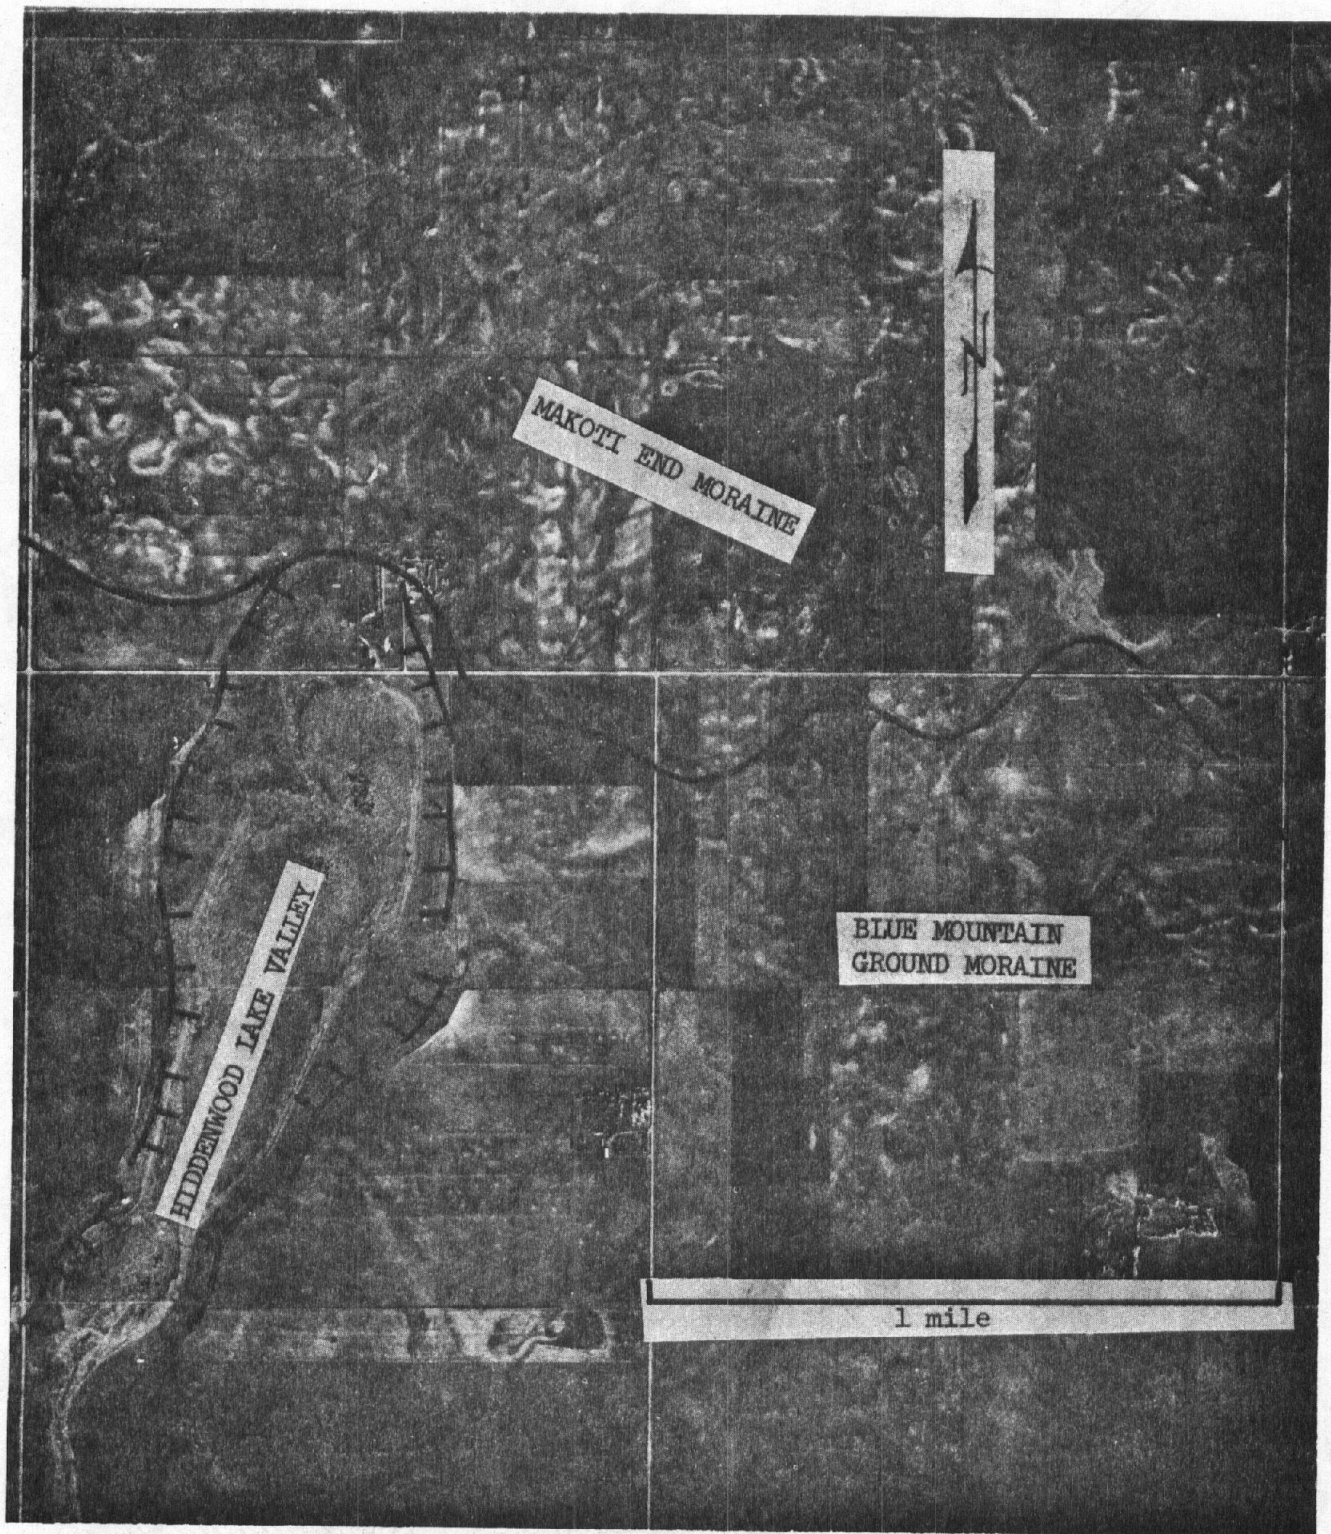 N
MAKOTI END MORAINE
HIDDENWOOD LAKE VALLEY
BLUE MOUNTAIN
GROUND MORAINE
1 mile